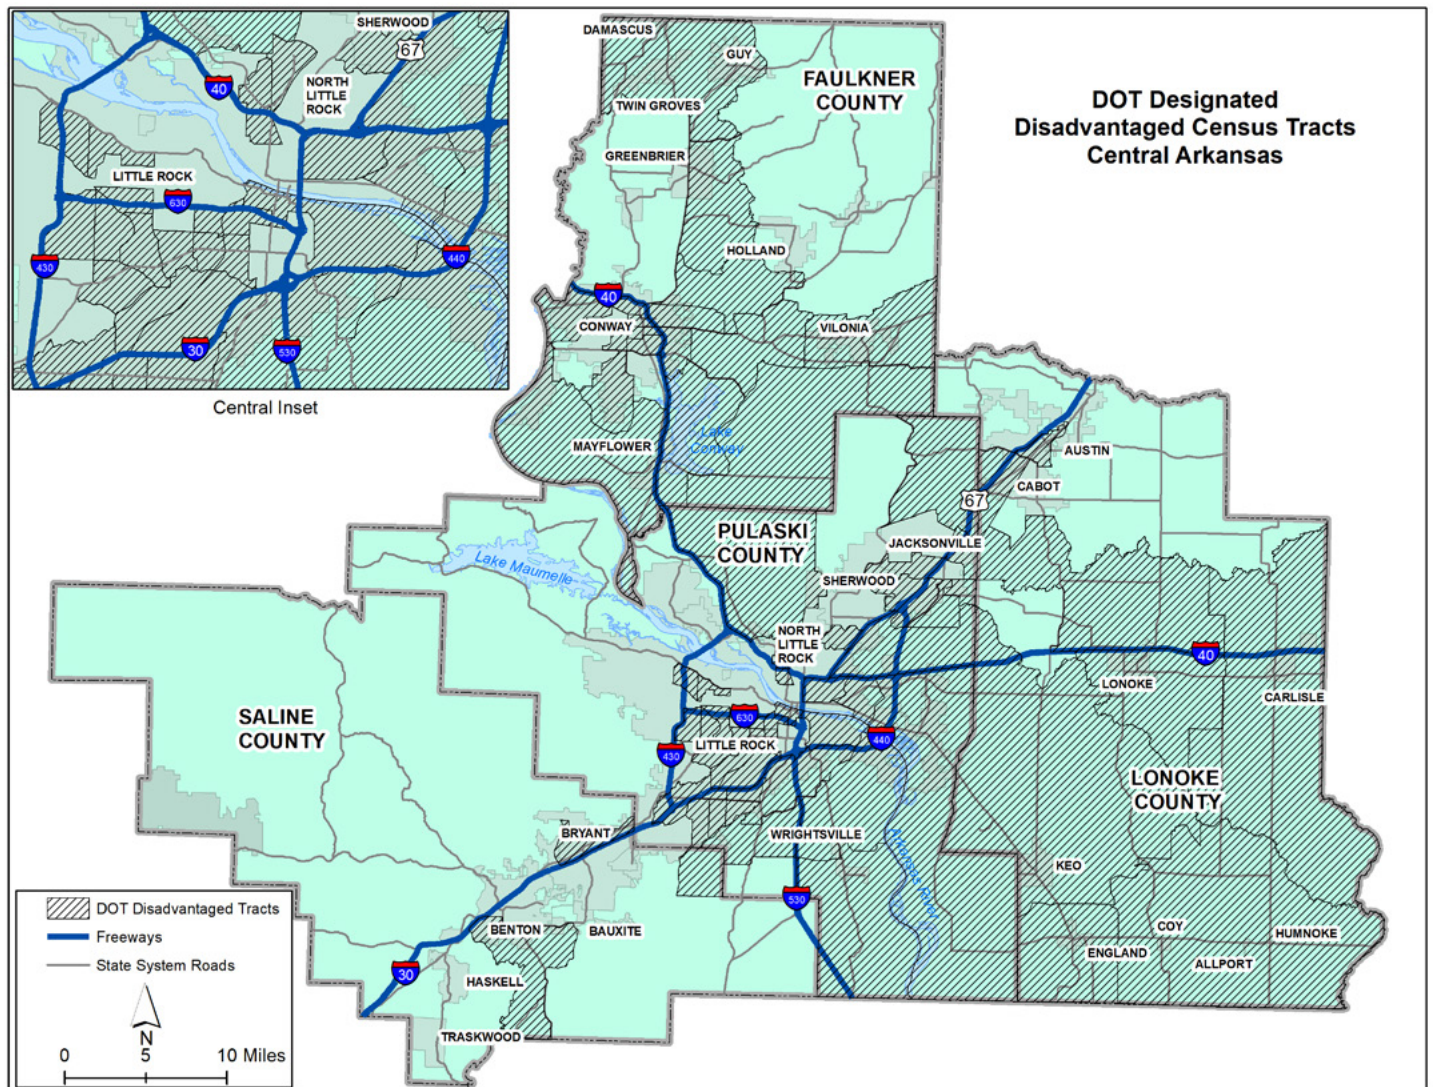 DOT Designated
Disadvantaged Census Tracts
Central Arkansas
SHERWOOD
67
40
NORTH
LITTLE
ROCK
LITTLE ROCK
630
430
440
30
530
Central Inset
DAMASCUS
GUY
FAULKNER
COUNTY
TWIN GROVES
GREENBRIER
HOLLAND
40
CONWAY
VILONIA
MAYFLOWER
Lake
Conway
AUSTIN
CABOT
67
PULASKI
COUNTY
JACKSONVILLE
Lake Maumelle
SHERWOOD
NORTH
LITTLE
ROCK
40
LONOKE
CARLISLE
SALINE
COUNTY
630
LITTLE ROCK
430
440
LONOKE
COUNTY
BRYANT
WRIGHTSVILLE
Arkansas River
KEO
530
BENTON
BAUXITE
COY
HUMNOKE
ENGLAND
ALLPORT
30
HASKELL
TRASKWOOD
DOT Disadvantaged Tracts
Freeways
State System Roads
N
0 5 10 Miles